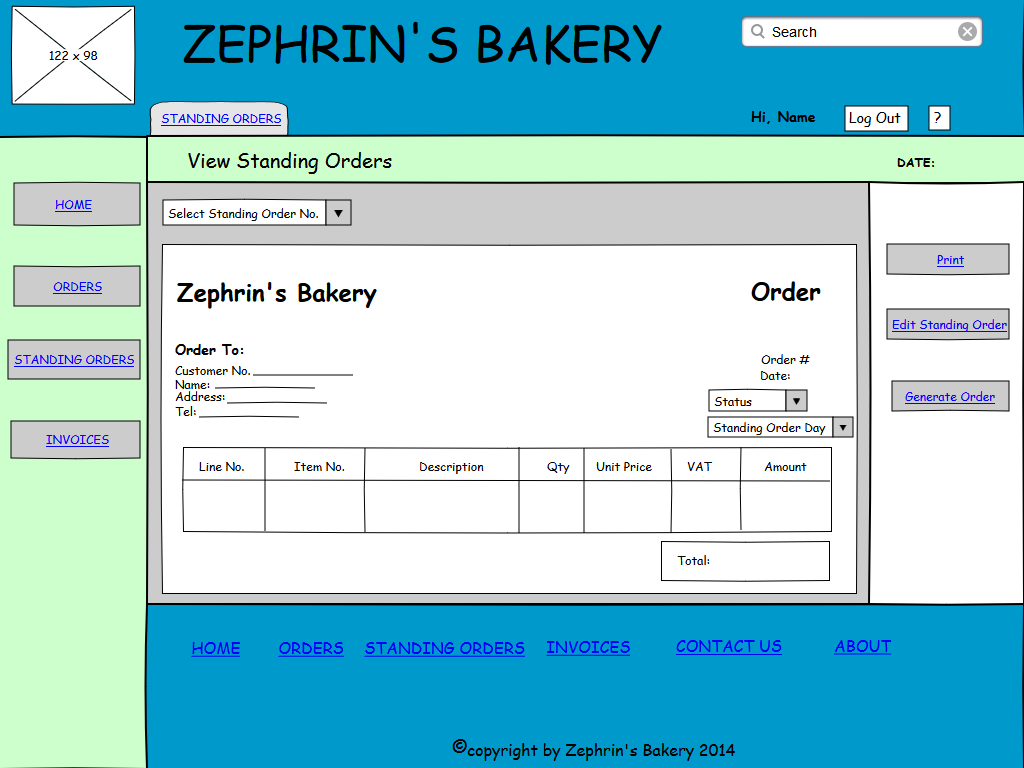 122 x 98
ZEPHRIN'S BAKERY
Search
STANDING ORDERS
Hi, Name
Log Out
?
View Standing Orders
DATE:
HOME
ORDERS
STANDING ORDERS
INVOICES
Select Standing Order No.
Zephrin's Bakery
Order
Order To:
Customer No.
Name:
Address:
Tel:
Order #
Date:
Status
Standing Order Day
Line No. Item No. Description Qty Unit Price VAT Amount
Total:
Print
Edit Standing Order
Generate Order
HOME ORDERS STANDING ORDERS INVOICES CONTACT US ABOUT
©copyright by Zephrin's Bakery 2014